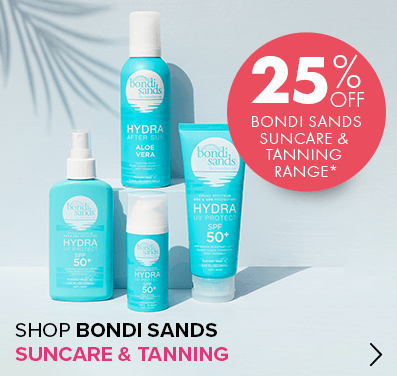 25%
OFF
BONDI SANDS
SUNCARE &
TANNING
RANGE*
bondi
sands
HYDRA
AFTER SUN
ALOE
VERA
bondi
sands
HYDRA
UV PROTECT
SPF
50+
bondi
sands
HYDRA
UV PROTECT
SPF
50+
bondi
sands
HYDRA
SPF
50+
SHOP BONDI SANDS
SUNCARE & TANNING